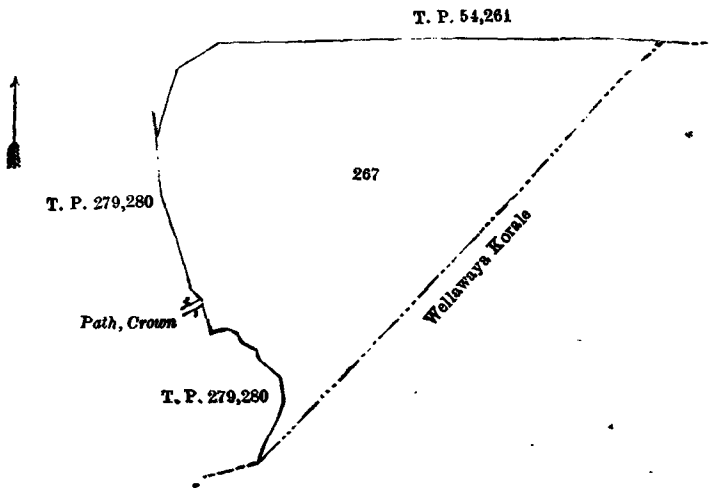 T. P. 54,261
267
T. P. 279,280
Wellawaya Korale
Path, Crown
T. P. 279,280